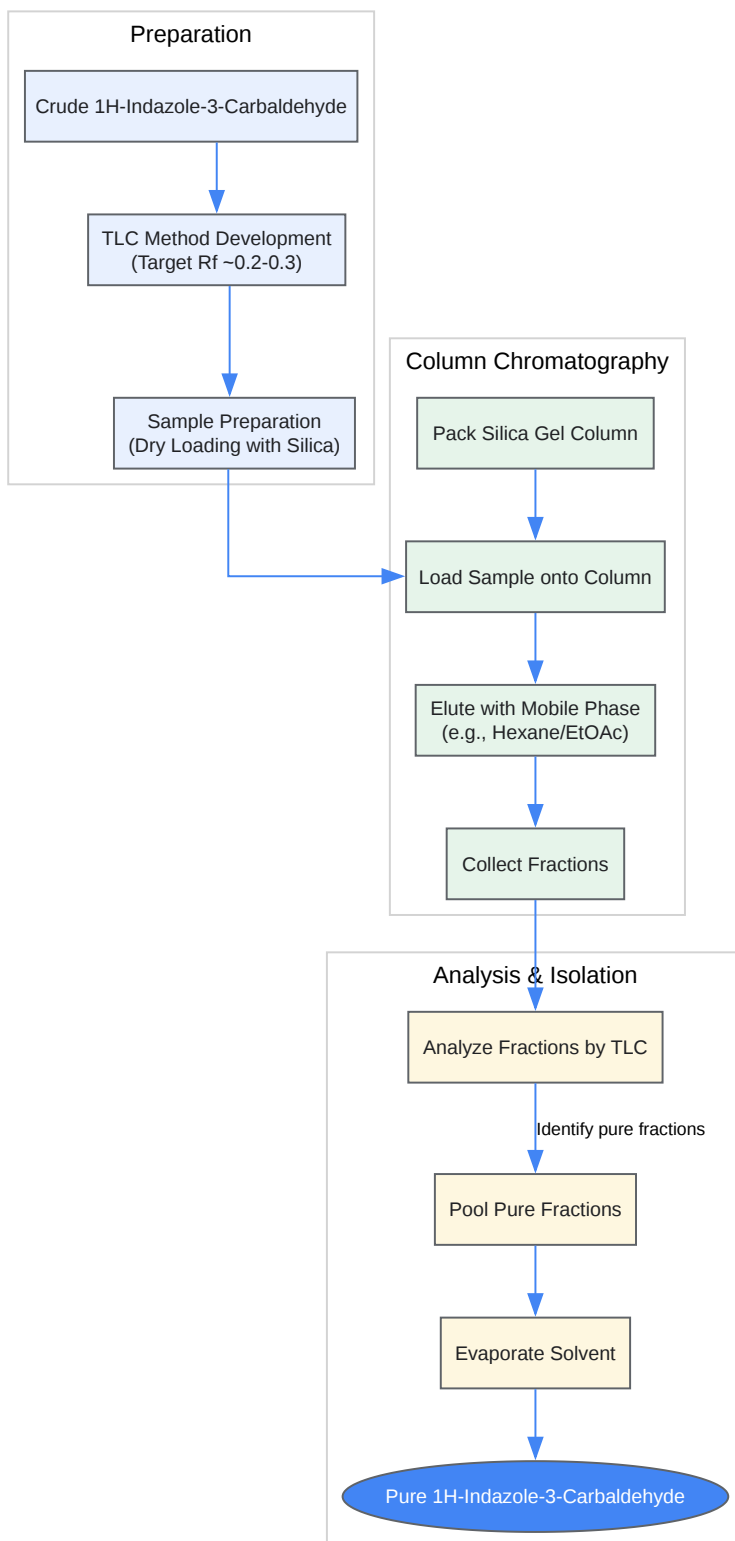 Preparation
Crude 1H-Indazole-3-Carbaldehyde
TLC Method Development
(Target Rf ~0.2-0.3)
Sample Preparation
(Dry Loading with Silica)
Column Chromatography
Pack Silica Gel Column
Load Sample onto Column
Elute with Mobile Phase
(e.g., Hexane/EtOAc)
Collect Fractions
Analysis & Isolation
Analyze Fractions by TLC
Identify pure fractions
Pool Pure Fractions
Evaporate Solvent
Pure 1H-Indazole-3-Carbaldehyde